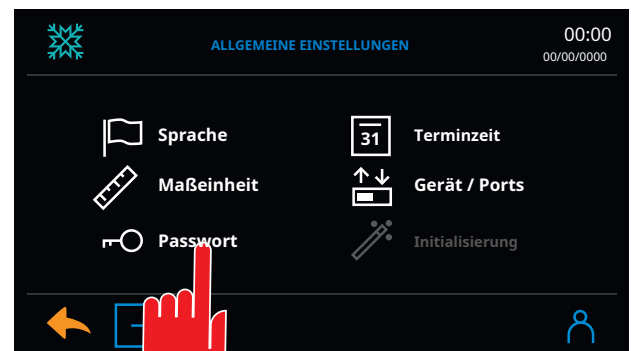 ALLGEMEINE EINSTELLUNGEN
00:00
00/00/0000
Sprache
31
Terminzeit
Maßeinheit
Gerät / Ports
Passwort
Initialisierung